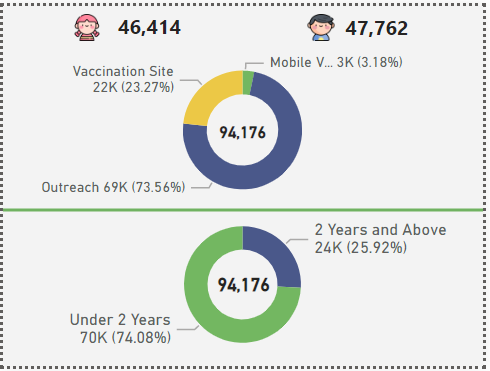 46,414
47,762
Mobile V... 3K (3.18%)
Vaccination Site
22K (23.27%)
94,176
Outreach 69K (73.56%)
2 Years and Above
24K (25.92%)
94,176
Under 2 Years
70K (74.08%)